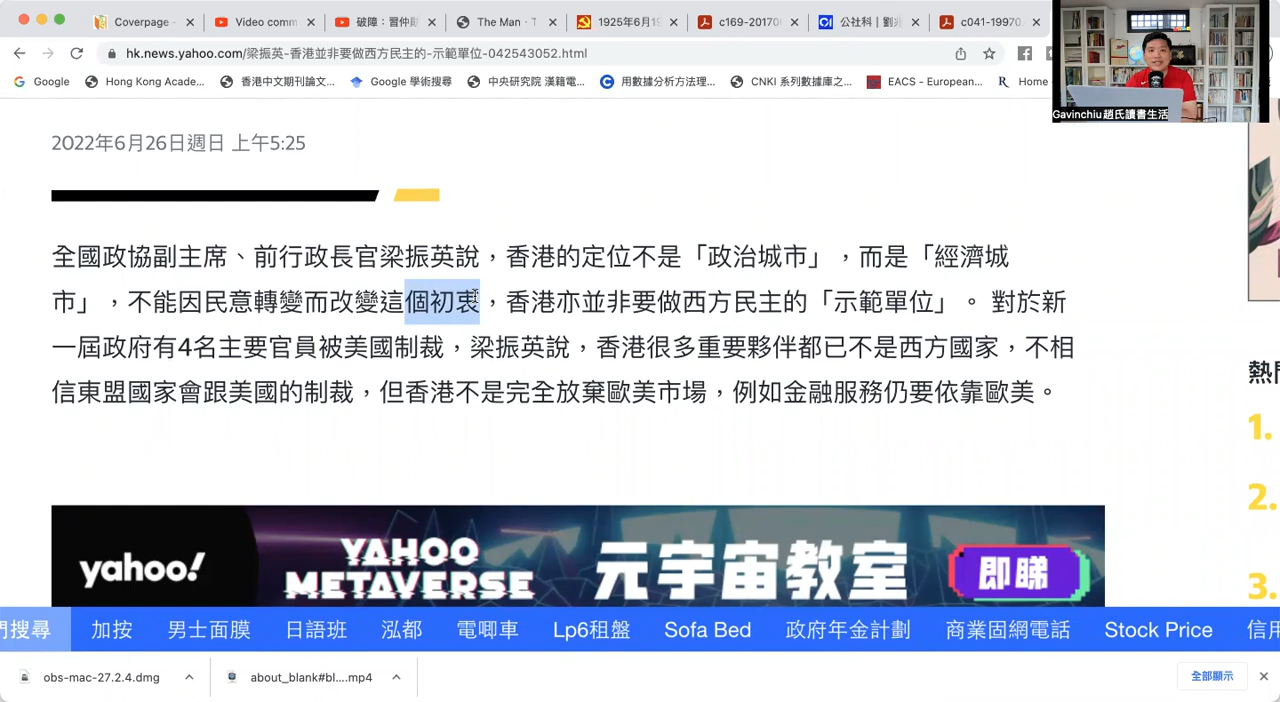 Coverpage -
Video comm
破障：習仲勛
The Man - T
1925年6月19
c169-20170
公社科｜劉兆
c041-19970.
hk.news.yahoo.com/梁振英-香港並非要做西方民主的-示範單位-042543052.html
Google
Hong Kong Acade...
香港中文期刊論文...
Google 學術搜尋
中央研究院 漢籍電...
用數據分析方法理...
CNKI 系列數據庫之...
EACS - European...
Home
Gavinchiu趙氏讀書生活
2022年6月26日週日 上午5:25
全國政協副主席、前行政長官梁振英說，香港的定位不是「政治城市」，而是「經濟城
市」，不能因民意轉變而改變這個初衷，香港亦並非要做西方民主的「示範單位」。 對於新
一屆政府有4名主要官員被美國制裁，梁振英說，香港很多重要夥伴都已不是西方國家，不相
信東盟國家會跟美國的制裁，但香港不是完全放棄歐美市場，例如金融服務仍要依靠歐美。
熱門
1.
2.
3.
yahoo!
YAHOO
METAVERSE
元宇宙教室
即睇
門搜尋
加按
男士面膜
日語班
泓都
電唧車
Lp6租盤
Sofa Bed
政府年金計劃
商業固網電話
Stock Price
信用
obs-mac-27.2.4.dmg
about_blank#bl....mp4
全部顯示